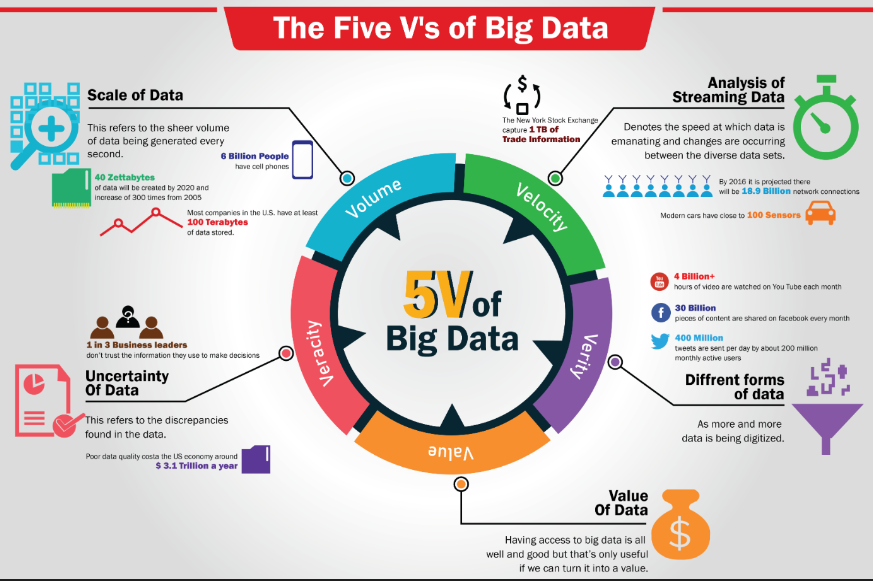 The Five V's of Big Data
Scale of Data
This refers to the sheer volume
of data being generated every
second.
6 Billion People
have cell phones
40 Zettabytes
of data will be created by 2020 and
increase of 300 times from 2005
Most companies in the U.S. have at least
100 Terabytes
of data stored.
$
The New York Stock Exchange
capture 1 TB of
Trade Information
Analysis of
Streaming Data
Denotes the speed at which data is
emanating and changes are occurring
between the diverse data sets.
By 2016 it is projected there
will be 18.9 Billion network connections
Modern cars have close to 100 Sensors
Volume
Velocity
Verity
Value
Veracity
5V of
Big Data
You
Tube
4 Billion+
hours of video are watched on You Tube each month
f
30 Billion
pieces of content are shared on facebook every month
400 Million
tweets are sent per day by about 200 million
monthly active users
Diffrent forms
of data
As more and more
data is being digitized.
?
1 in 3 Business leaders
don't trust the information they use to make decisions
Uncertainty
Of Data
This refers to the discrepancies
found in the data.
Poor data quality costa the US economy around
$ 3.1 Trillion a year
Value
Of Data
Having access to big data is all
well and good but that's only useful
if we can turn it into a value.
$